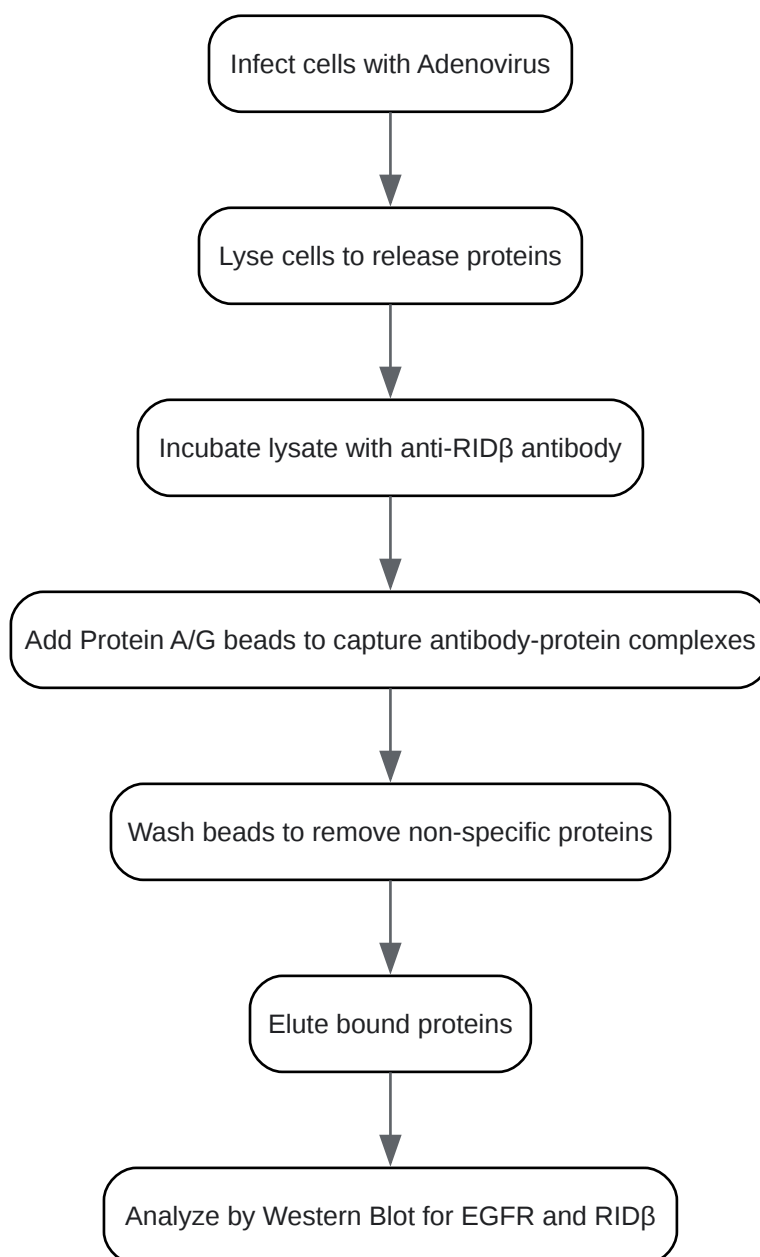 Infect cells with Adenovirus
Lyse cells to release proteins
Incubate lysate with anti-RIDβ antibody
Add Protein A/G beads to capture antibody-protein complexes
Wash beads to remove non-specific proteins
Elute bound proteins
Analyze by Western Blot for EGFR and RIDβ